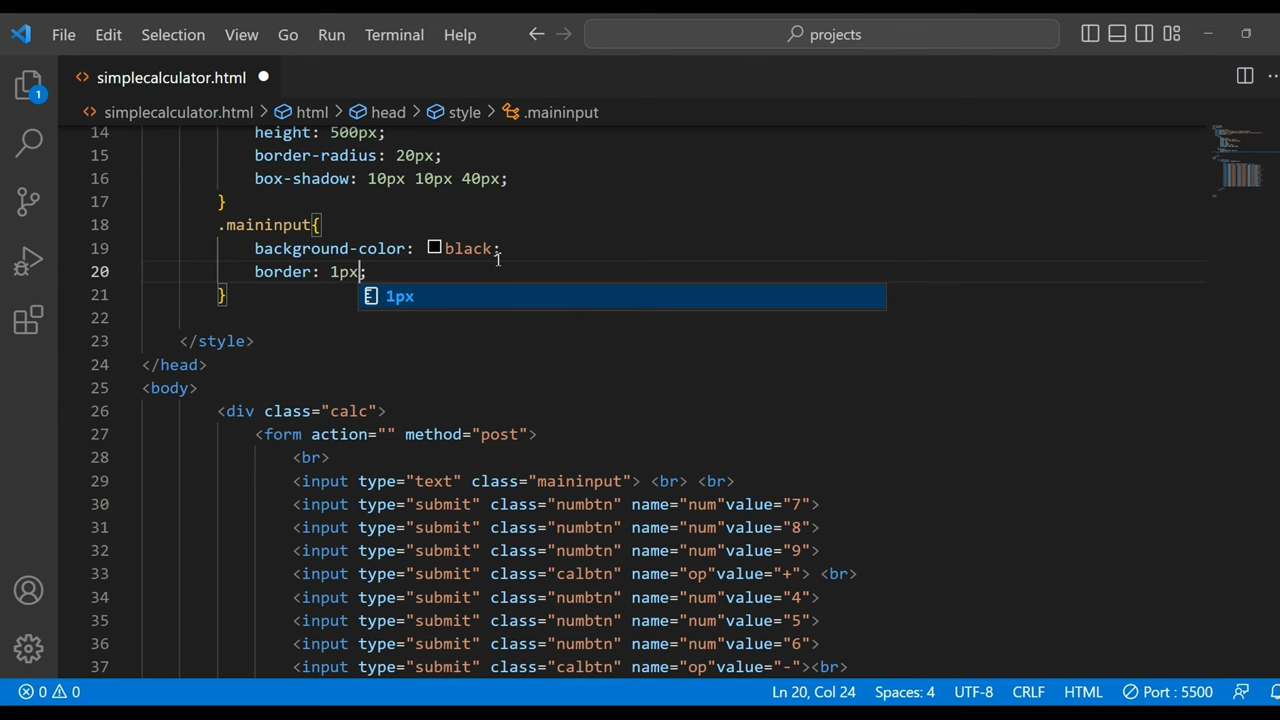 File Edit Selection View Go Run Terminal Help projects
1
simplecalculator.html
simplecalculator.html > html > head > style > .maininput
14 height: 500px;
15 border-radius: 20px;
16 box-shadow: 10px 10px 40px;
17 }
18 .maininput{
19 background-color: black;
20 border: 1px;
1px
21 }
22
23 </style>
24 </head>
25 <body>
26 <div class="calc">
27 <form action="" method="post">
28 <br>
29 <input type="text" class="maininput"> <br> <br>
30 <input type="submit" class="numbtn" name="num"value="7">
31 <input type="submit" class="numbtn" name="num"value="8">
32 <input type="submit" class="numbtn" name="num"value="9">
33 <input type="submit" class="calbtn" name="op"value="+"> <br>
34 <input type="submit" class="numbtn" name="num"value="4">
35 <input type="submit" class="numbtn" name="num"value="5">
36 <input type="submit" class="numbtn" name="num"value="6">
37 <input type="submit" class="calbtn" name="op"value="-"><br>
0 0 Ln 20, Col 24 Spaces: 4 UTF-8 CRLF HTML Port : 5500